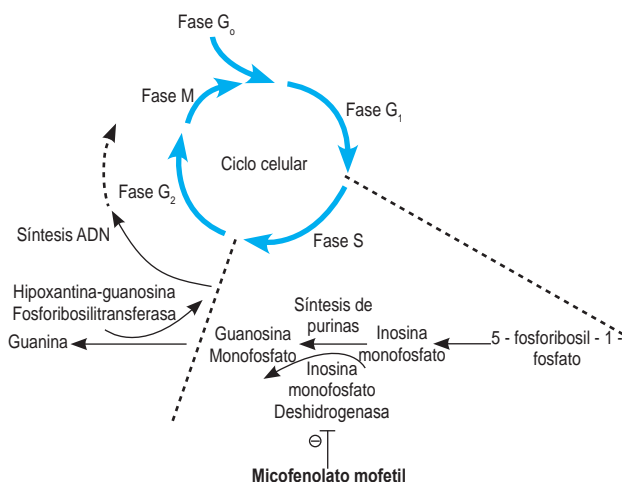 Fase G₀
Fase M
Fase G₁
Ciclo celular
Fase G₂
Fase S
Síntesis ADN
Hipoxantina-guanosina
Fosforibosilitransferasa
Guanina
Guanosina
Monofosfato
Síntesis de
purinas
Inosina
monofosfato
5 - fosforibosil - 1
fosfato
Inosina
monofosfato
Deshidrogenasa
⊖
Micofenolato mofetil